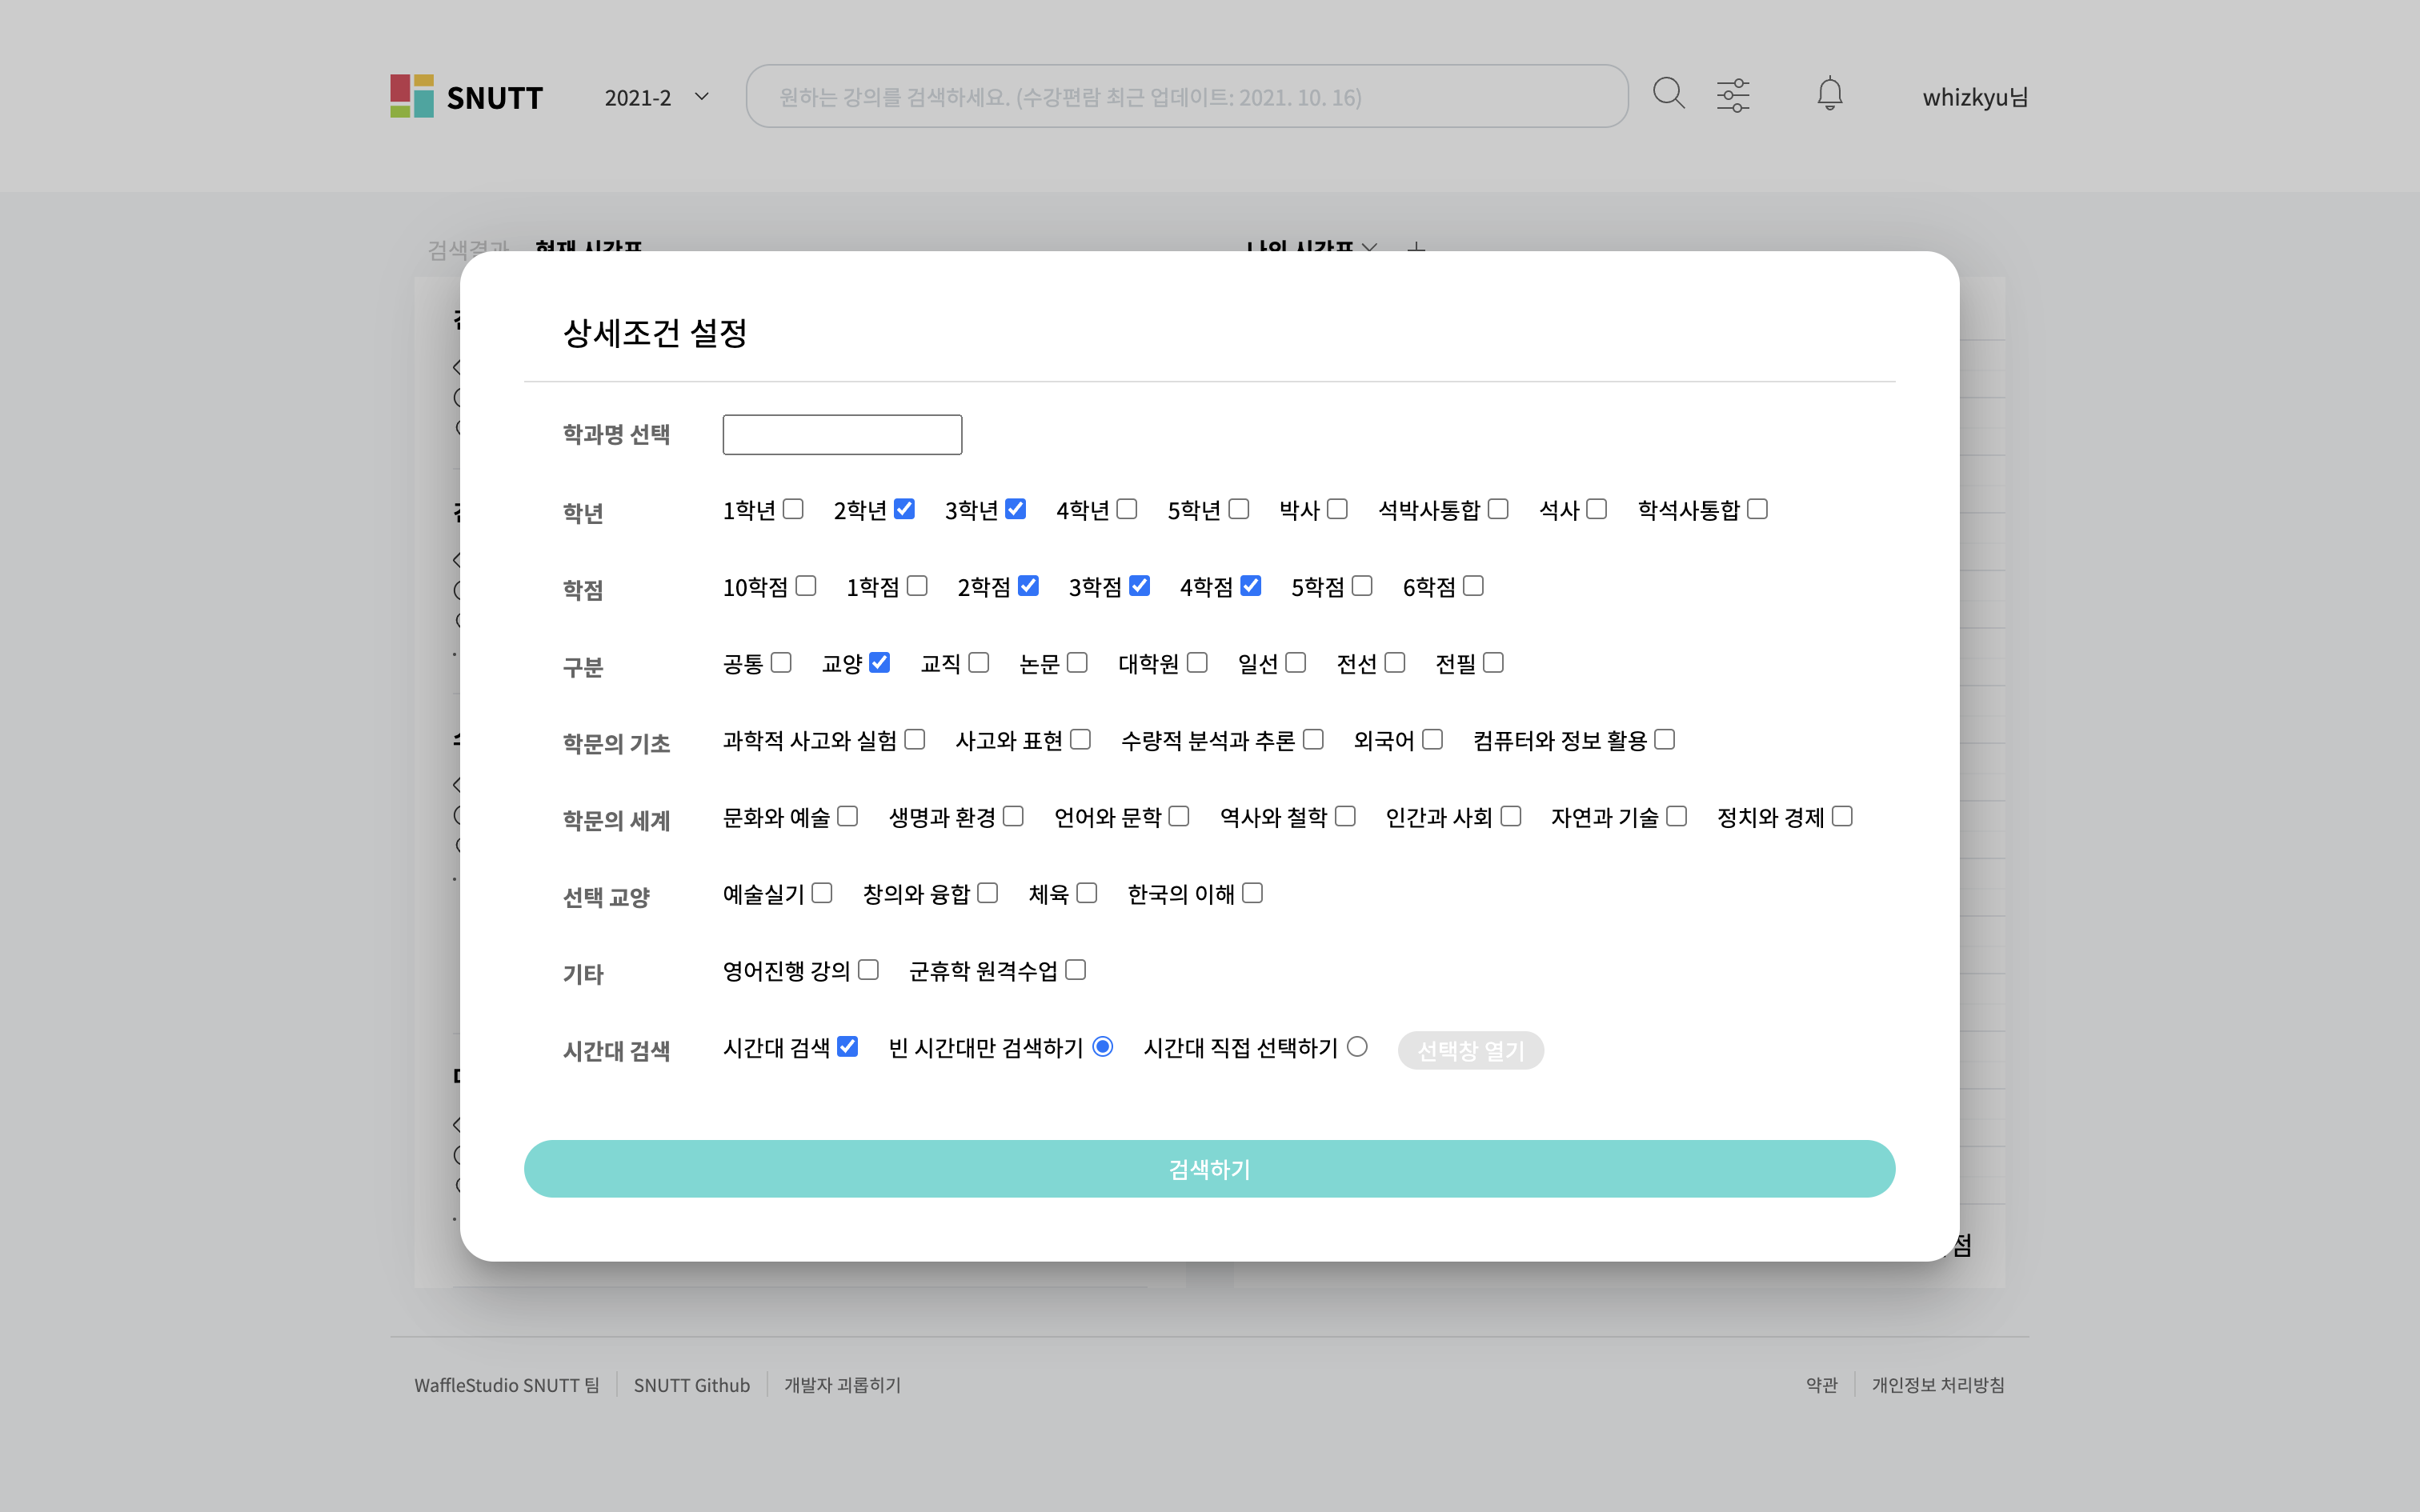 SNUTT 2021-2 원하는 강의를 검색하세요. (수강편람 최근 업데이트: 2021. 10. 16) whizkyu님
검색결과 현재 시간표 나의 시간표
상세조건 설정
학과명 선택
학년 1학년 2학년 3학년 4학년 5학년 박사 석박사통합 석사 학석사통합
학점 10학점 1학점 2학점 3학점 4학점 5학점 6학점
구분 공통 교양 교직 논문 대학원 일선 전선 전필
학문의 기초 과학적 사고와 실험 사고와 표현 수량적 분석과 추론 외국어 컴퓨터와 정보 활용
학문의 세계 문화와 예술 생명과 환경 언어와 문학 역사와 철학 인간과 사회 자연과 기술 정치와 경제
선택 교양 예술실기 창의와 융합 체육 한국의 이해
기타 영어진행 강의 군휴학 원격수업
시간대 검색 시간대 검색 빈 시간대만 검색하기 시간대 직접 선택하기 선택창 열기
검색하기
점
WaffleStudio SNUTT 팀 SNUTT Github 개발자 괴롭히기 약관 개인정보 처리방침